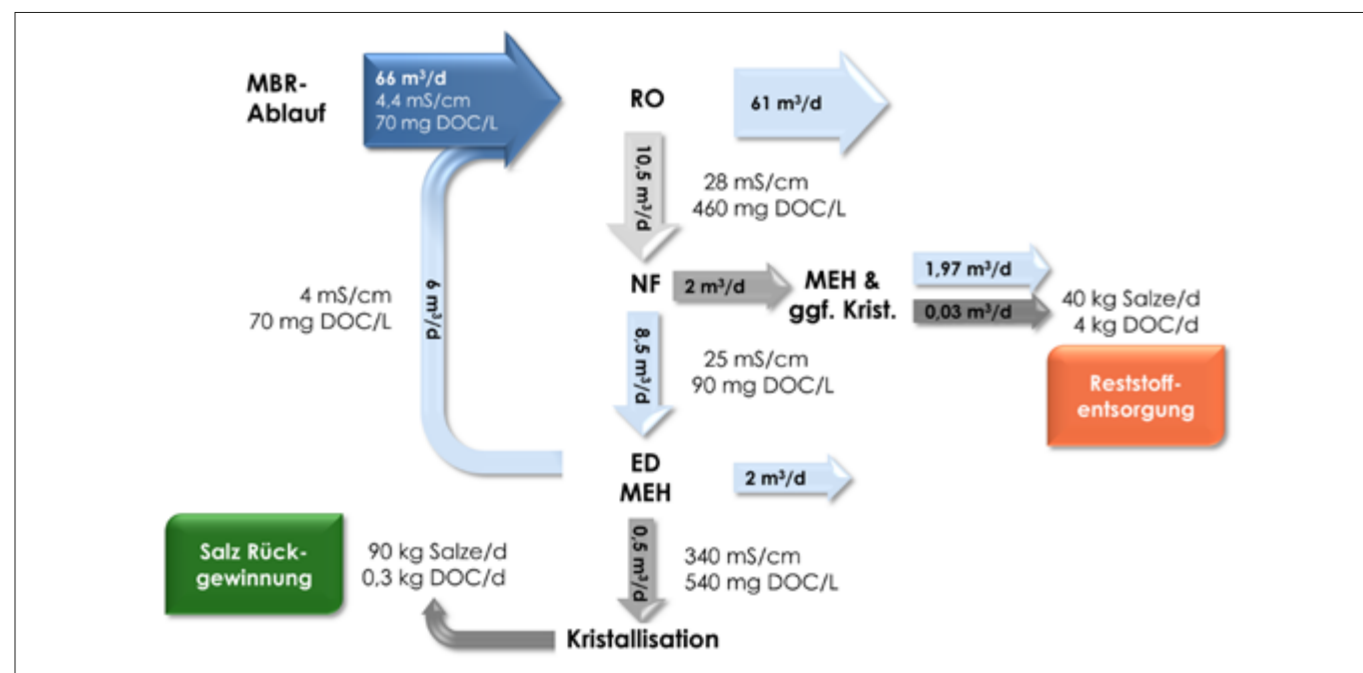 MBR-
Ablauf
66 m³/d
4,4 mS/cm
70 mg DOC/L
RO
61 m³/d
10,5 m³/d
28 mS/cm
460 mg DOC/L
NF
2 m³/d
MEH &
ggf. Krist.
1,97 m³/d
0,03 m³/d
40 kg Salze/d
4 kg DOC/d
Reststoff-
entsorgung
4 mS/cm
70 mg DOC/L
6 m³/d
8,5 m³/d
25 mS/cm
90 mg DOC/L
ED
MEH
2 m³/d
0,5 m³/d
340 mS/cm
540 mg DOC/L
Salz Rück-
gewinnung
90 kg Salze/d
0,3 kg DOC/d
Kristallisation